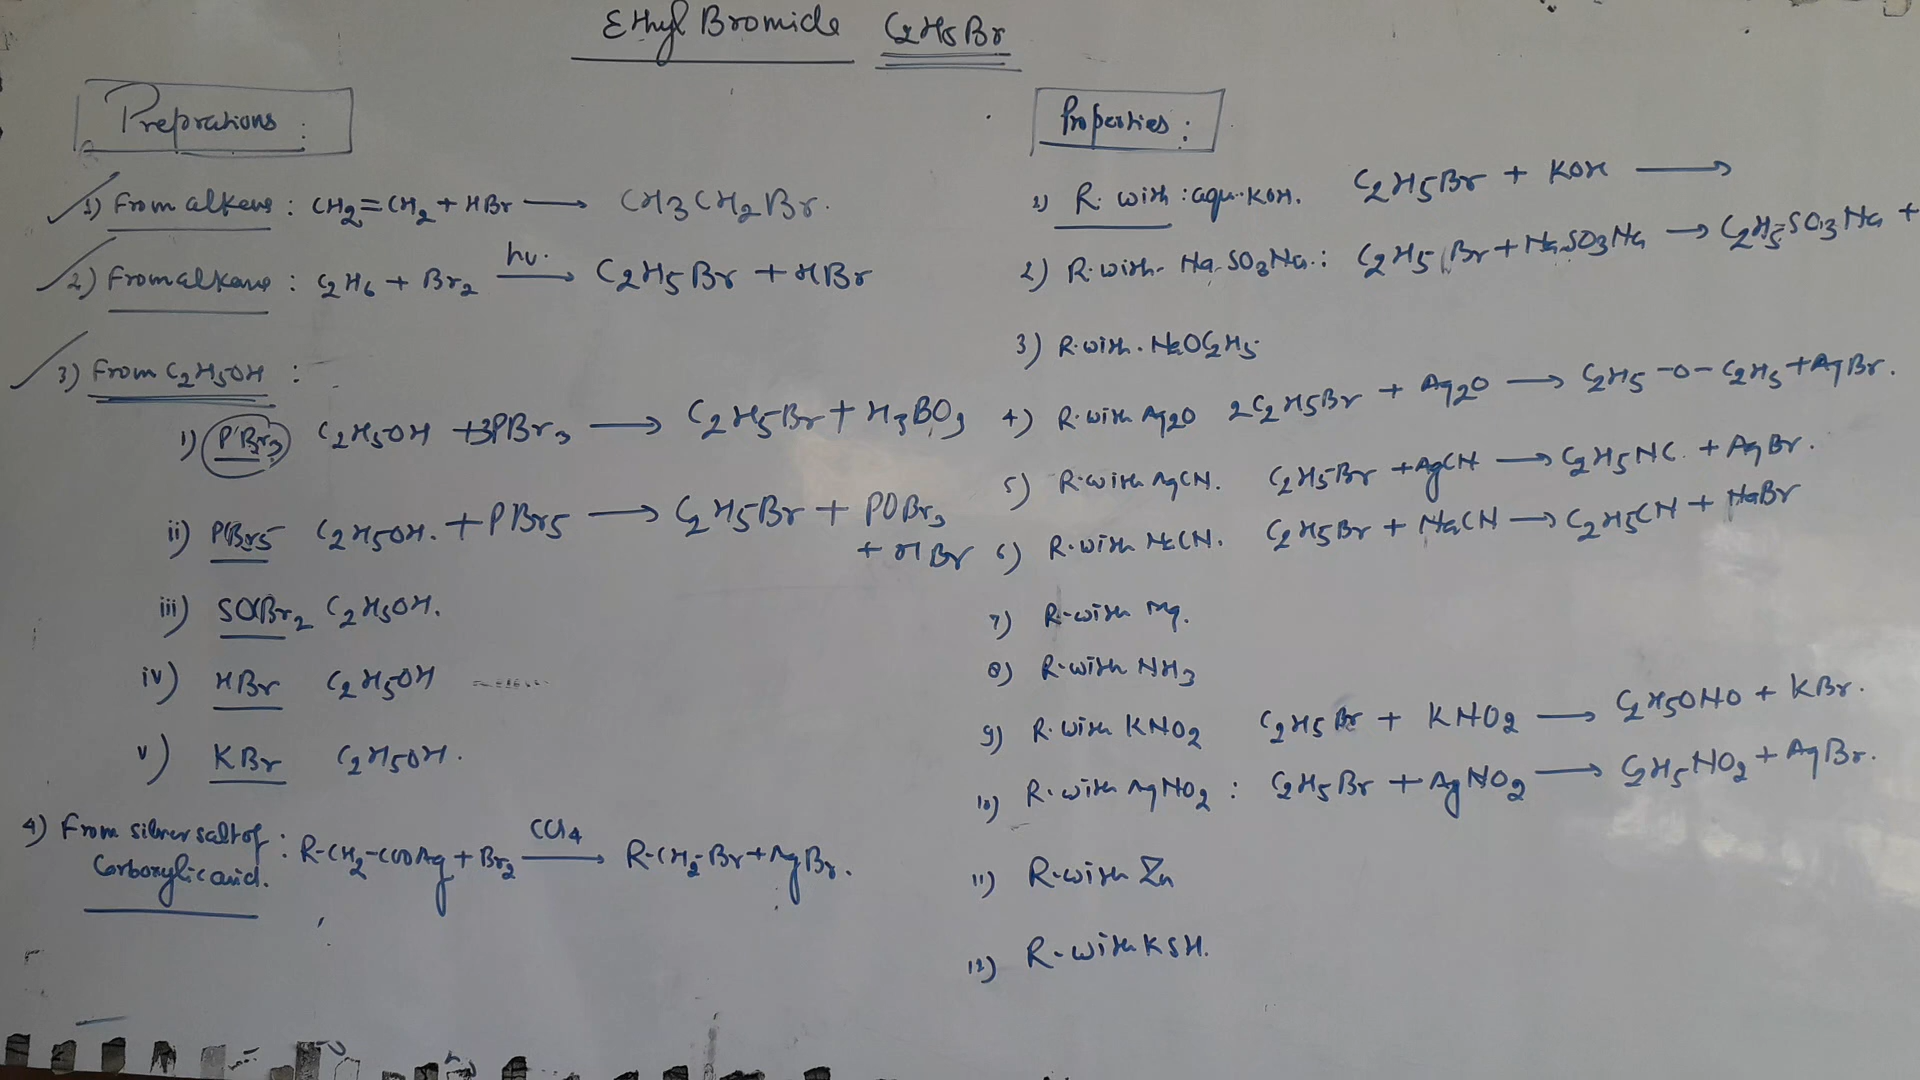 Ethyl Bromide C2H5Br
Preprations :
1) From alkene : CH2=CH2 + HBr ⟶ CH3CH2Br.
2) From alkane : C2H6 + Br2 hν. ⟶ C2H5Br + HBr
3) From C2H5OH :
i) PBr3 C2H5OH + 3PBr3 ⟶ C2H5Br + H3BO3
ii) PBr5 C2H5OH. + PBr5 ⟶ C2H5Br + POBr3
+ HBr
iii) SOBr2 C2H5OH.
iv) HBr C2H5OH
v) KBr C2H5OH.
4) From silver salt of
Carboxylic acid. : R-CH2-COOAg + Br2 CCl4 ⟶ R-CH2-Br + AgBr.
Properties :
1) R. with : aqu. KOH. C2H5Br + KOH ⟶
2) R. with - Na-SO3Na. : C2H5Br + Na SO3Na ⟶ C2H5SO3Na +
3) R. with . NaOC2H5.
4) R. with Ag2O 2C2H5Br + Ag2O ⟶ C2H5-O-C2H5 + AgBr.
5) R. with AgCN. C2H5Br + AgCN ⟶ C2H5NC. + AgBr.
6) R. with NaCN. C2H5Br + NaCN ⟶ C2H5CN + NaBr
7) R-with Mg.
8) R-with NH3
9) R. with KNO2 C2H5Br + KNO2 ⟶ C2H5ONO + KBr.
10) R. with AgNO2 : C2H5Br + AgNO2 ⟶ C2H5NO2 + AgBr.
11) R-with Zn
12) R-with KSH.